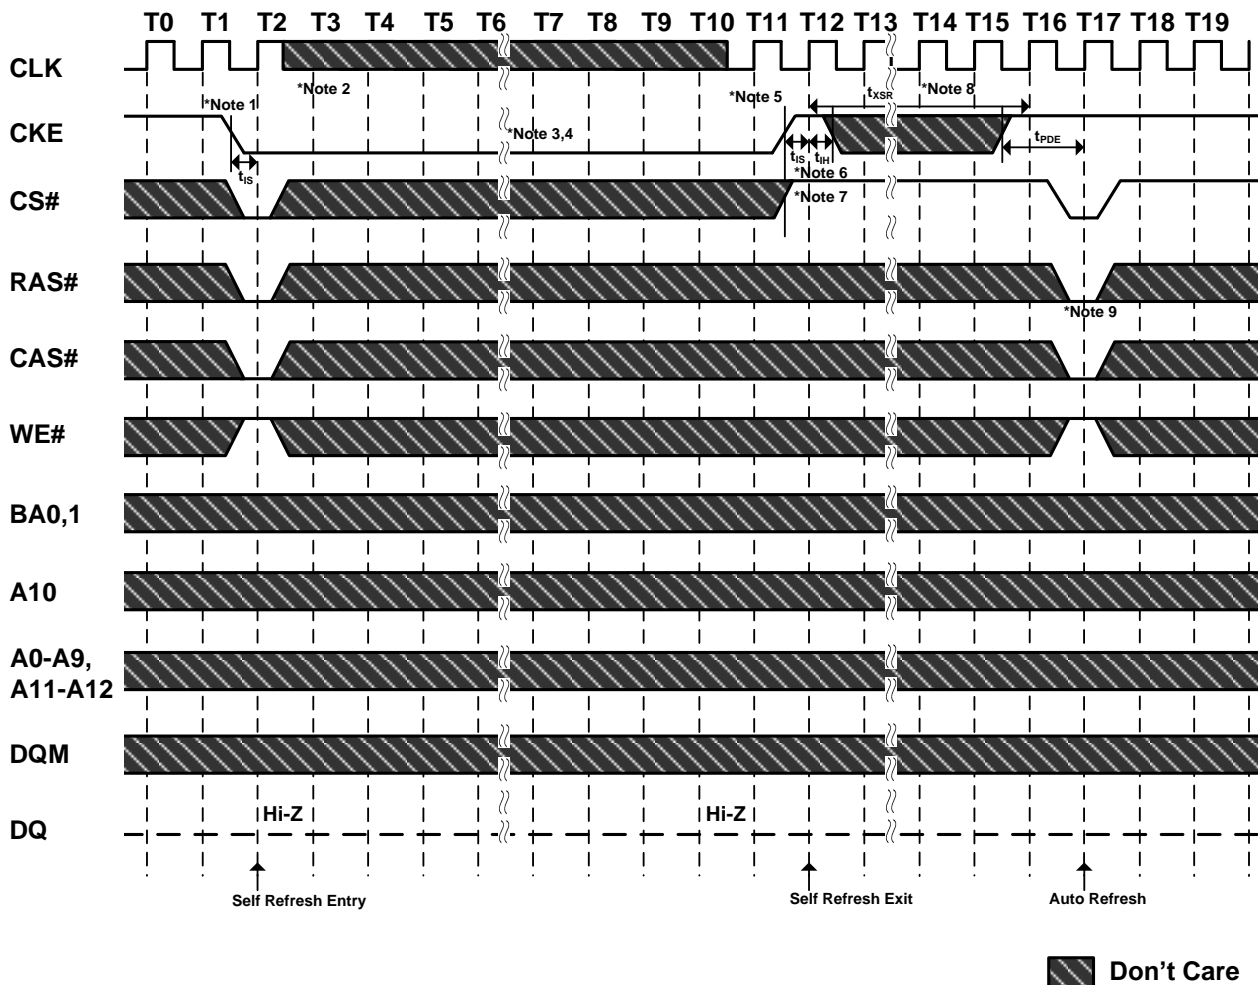 T0 T1 T2 T3 T4 T5 T6 T7 T8 T9 T10 T11 T12 T13 T14 T15 T16 T17 T18 T19
CLK
*Note 2
*Note 5
tXSR
*Note 8
*Note 1
CKE
*Note 3,4
tPDE
tIS
tIS
tIH
*Note 6
CS#
*Note 7
RAS#
*Note 9
CAS#
WE#
BA0,1
A10
A0-A9,
A11-A12
DQM
Hi-Z
Hi-Z
DQ
Self Refresh Entry
Self Refresh Exit
Auto Refresh
Don't Care